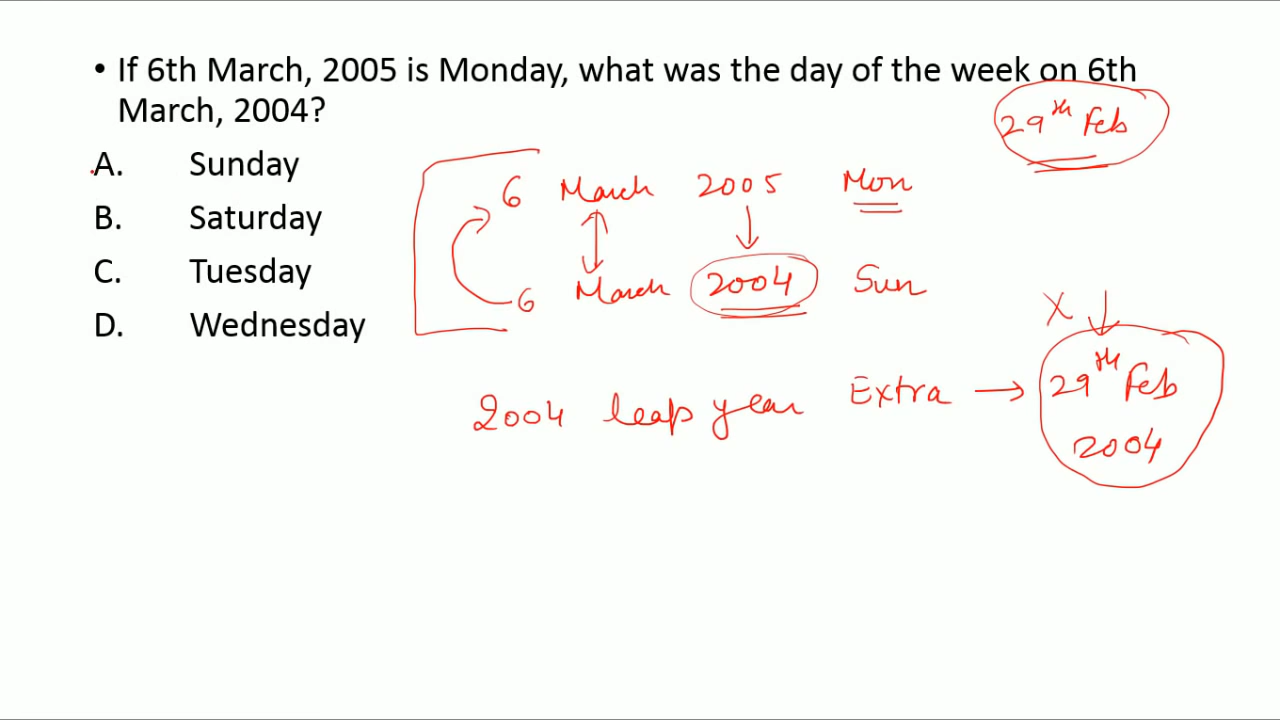 • If 6th March, 2005 is Monday, what was the day of the week on 6th
March, 2004?
29th Feb
A. Sunday
B. Saturday
C. Tuesday
D. Wednesday
6 March 2005 Mon
6 March 2004 Sun
X
2004 leap year Extra → 29th Feb
2004